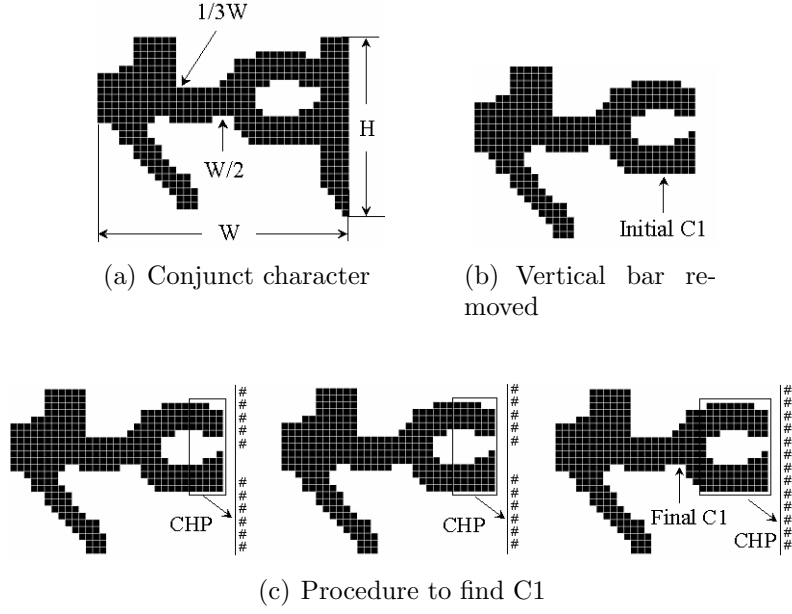 1/3W
H
W/2
W
Initial C1
(a) Conjunct character
(b) Vertical bar re-
moved
#
#
#
#
#
#
#
#
#
#
#
CHP
#
#
#
#
#
#
#
#
#
#
#
CHP
#
#
#
#
#
#
#
#
#
#
#
#
#
Final C1
CHP
(c) Procedure to find C1